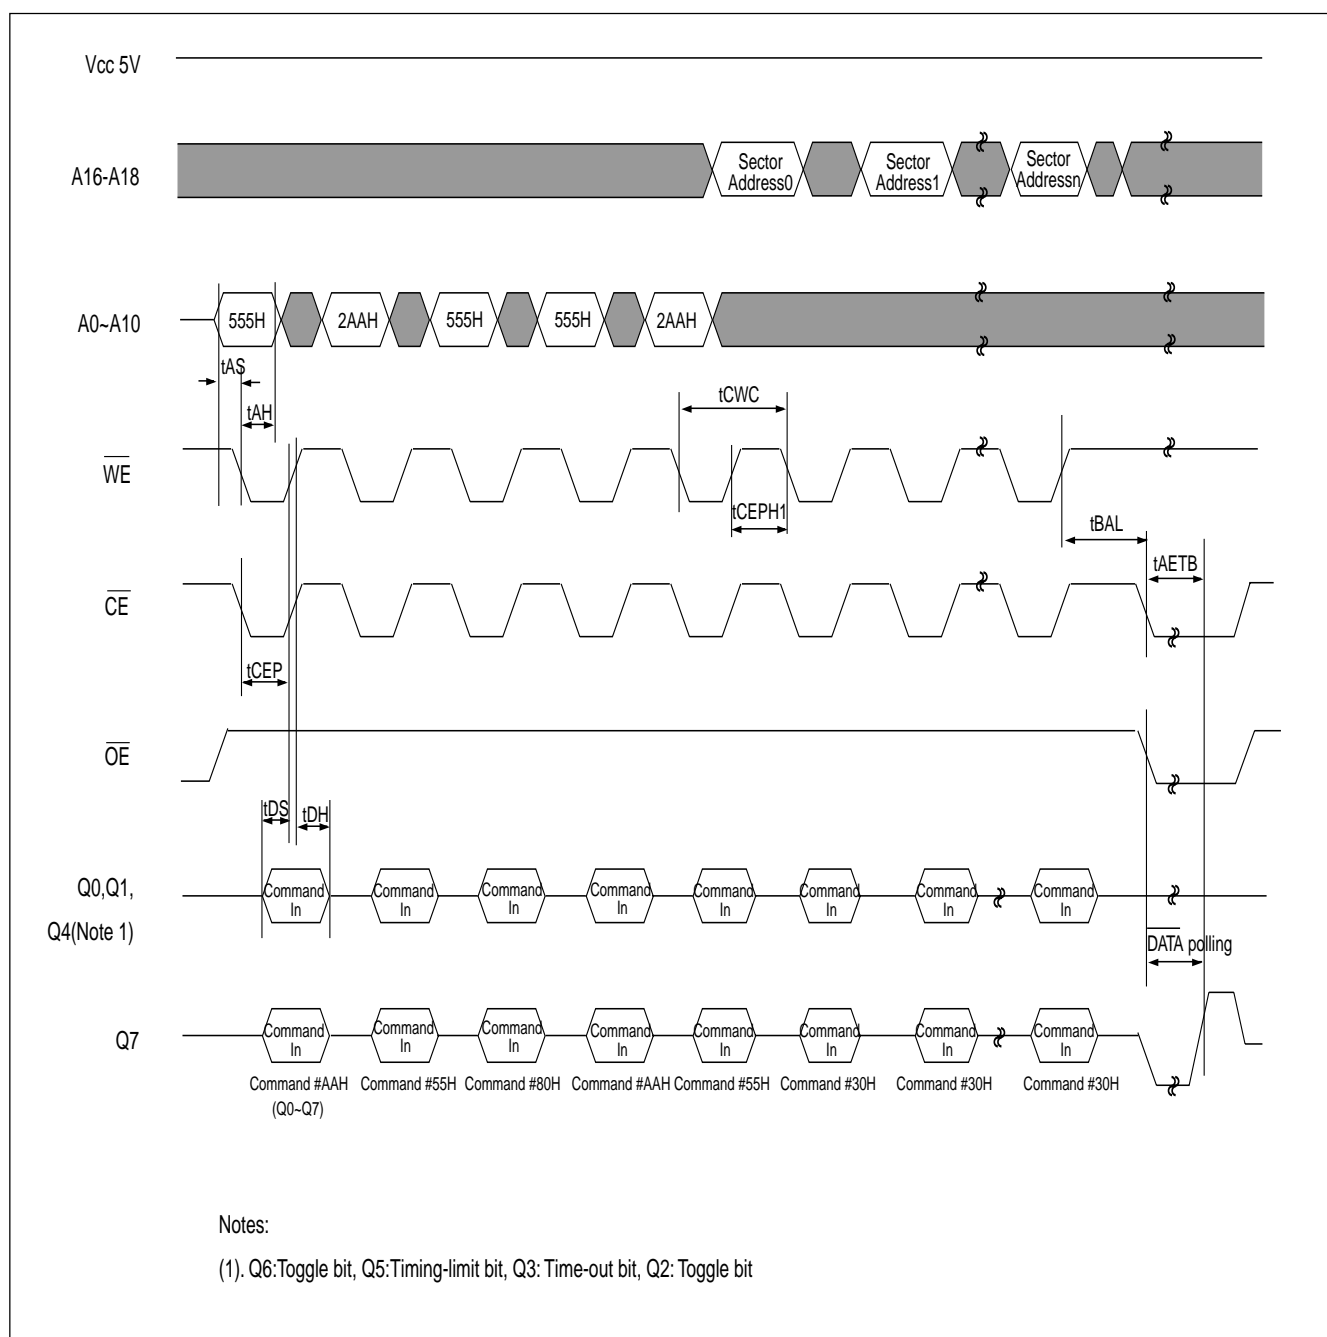 Vcc 5V
A16-A18
Sector
Address0
Sector
Address1
Sector
Addressn
A0~A10
555H
2AAH
555H
555H
2AAH
tAS
tAH
tCWC
WE
tCEPH1
tBAL
tAETB
CE
tCEP
OE
tDS
tDH
Q0,Q1,
Q4(Note 1)
Command
In
Command
In
Command
In
Command
In
Command
In
Command
In
Command
In
Command
In
DATA polling
Q7
Command
In
Command
In
Command
In
Command
In
Command
In
Command
In
Command
In
Command
In
Command #AAH
(Q0~Q7)
Command #55H
Command #80H
Command #AAH
Command #55H
Command #30H
Command #30H
Command #30H
Notes:
(1). Q6:Toggle bit, Q5:Timing-limit bit, Q3: Time-out bit, Q2: Toggle bit